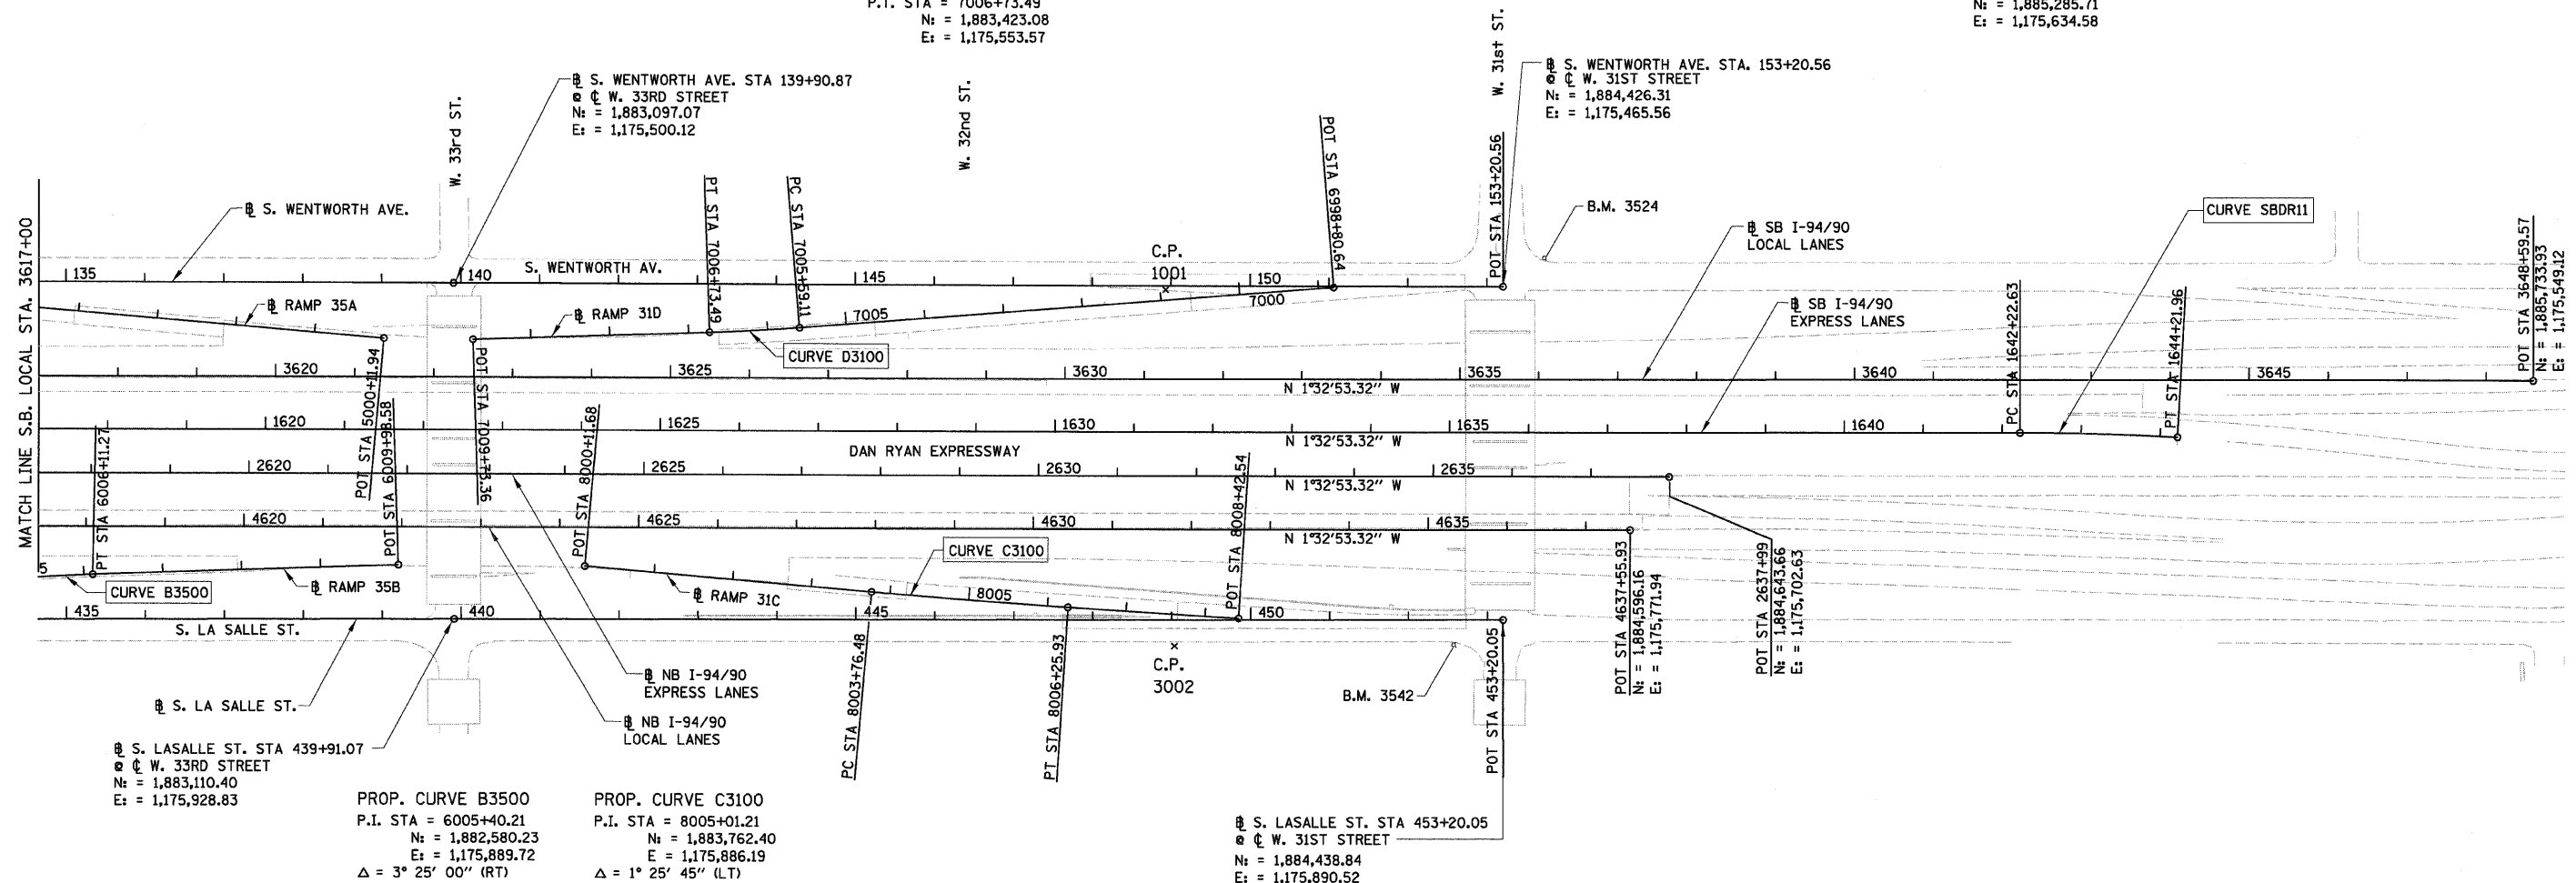 P.I. STA = 7006+73.49
N: = 1,883,423.08
E: = 1,175,553.57
N: = 1,885,285.71
E: = 1,175,634.58
℄ S. WENTWORTH AVE. STA 139+90.87
@ ℄ W. 33RD STREET
N: = 1,883,097.07
E: = 1,175,500.12
W. 33rd ST.
W. 32nd ST.
W. 31st ST.
℄ S. WENTWORTH AVE. STA. 153+20.56
@ ℄ W. 31ST STREET
N: = 1,884,426.31
E: = 1,175,465.56
MATCH LINE S.B. LOCAL STA. 3617+00
℄ S. WENTWORTH AVE.
PT STA 7006+73.49
PC STA 7005+59.11
POT STA 6998+80.64
POT STA 153+20.56
B.M. 3524
℄ SB I-94/90
LOCAL LANES
CURVE SBDR11
POT STA 3648+59.57
N: = 1,885,733.93
E: = 1,175,549.12
135
140
S. WENTWORTH AV.
145
C.P.
1001
150
7000
℄ RAMP 35A
℄ RAMP 31D
7005
CURVE D3100
℄ SB I-94/90
EXPRESS LANES
PC STA 1642+22.63
PT STA 1644+21.96
3620
3625
3630
3635
3640
3645
N 1°32'53.32'' W
POT STA 5000+11.94
POT STA 6009+98.58
POT STA 7009+73.36
POT STA 8000+11.68
1620
1625
1630
1635
1640
N 1°32'53.32'' W
DAN RYAN EXPRESSWAY
PT STA 6006+11.27
2620
2625
2630
2635
N 1°32'53.32'' W
POT STA 8008+42.54
4620
4625
4630
4635
N 1°32'53.32'' W
5
CURVE B3500
℄ RAMP 35B
℄ RAMP 31C
CURVE C3100
8005
POT STA 4637+55.93
N: = 1,884,596.16
E: = 1,175,771.94
POT STA 2637+99
N: = 1,884,643.66
E: = 1,175,702.63
435
440
445
450
S. LA SALLE ST.
C.P.
3002
PC STA 8003+76.48
PT STA 8006+25.93
B.M. 3542
POT STA 453+20.05
℄ NB I-94/90
EXPRESS LANES
℄ S. LA SALLE ST.
℄ NB I-94/90
LOCAL LANES
℄ S. LASALLE ST. STA 439+91.07
@ ℄ W. 33RD STREET
N: = 1,883,110.40
E: = 1,175,928.83
PROP. CURVE B3500
P.I. STA = 6005+40.21
N: = 1,882,580.23
E: = 1,175,889.72
Δ = 3° 25' 00'' (RT)
PROP. CURVE C3100
P.I. STA = 8005+01.21
N: = 1,883,762.40
E = 1,175,886.19
Δ = 1° 25' 45'' (LT)
℄ S. LASALLE ST. STA 453+20.05
@ ℄ W. 31ST STREET
N: = 1,884,438.84
E: = 1,175,890.52